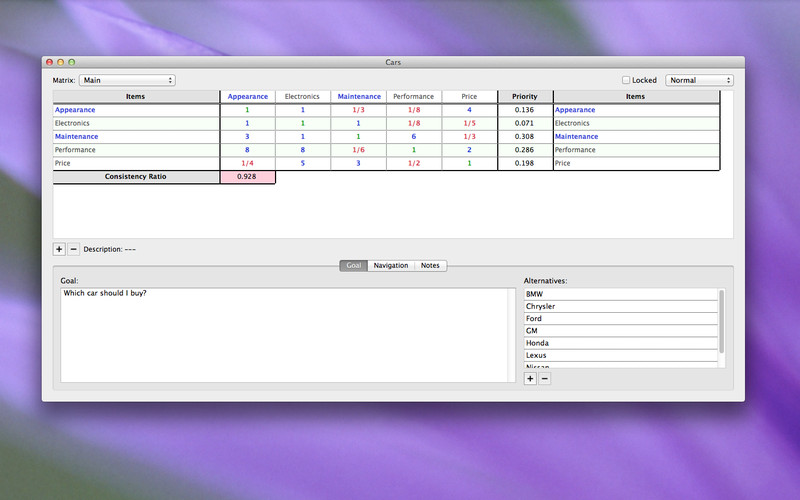 Cars
Matrix: Main Locked Normal
Items Appearance Electronics Maintenance Performance Price Priority Items
Appearance 1 1 1/3 1/8 4 0.136 Appearance
Electronics 1 1 1 1/8 1/5 0.071 Electronics
Maintenance 3 1 1 6 1/3 0.308 Maintenance
Performance 8 8 1/6 1 2 0.286 Performance
Price 1/4 5 3 1/2 1 0.198 Price
Consistency Ratio 0.928
+ − Description: ---
Goal Navigation Notes
Goal: Alternatives:
Which car should I buy? BMW
Chrysler
Ford
GM
Honda
Lexus
Nissan
+ −